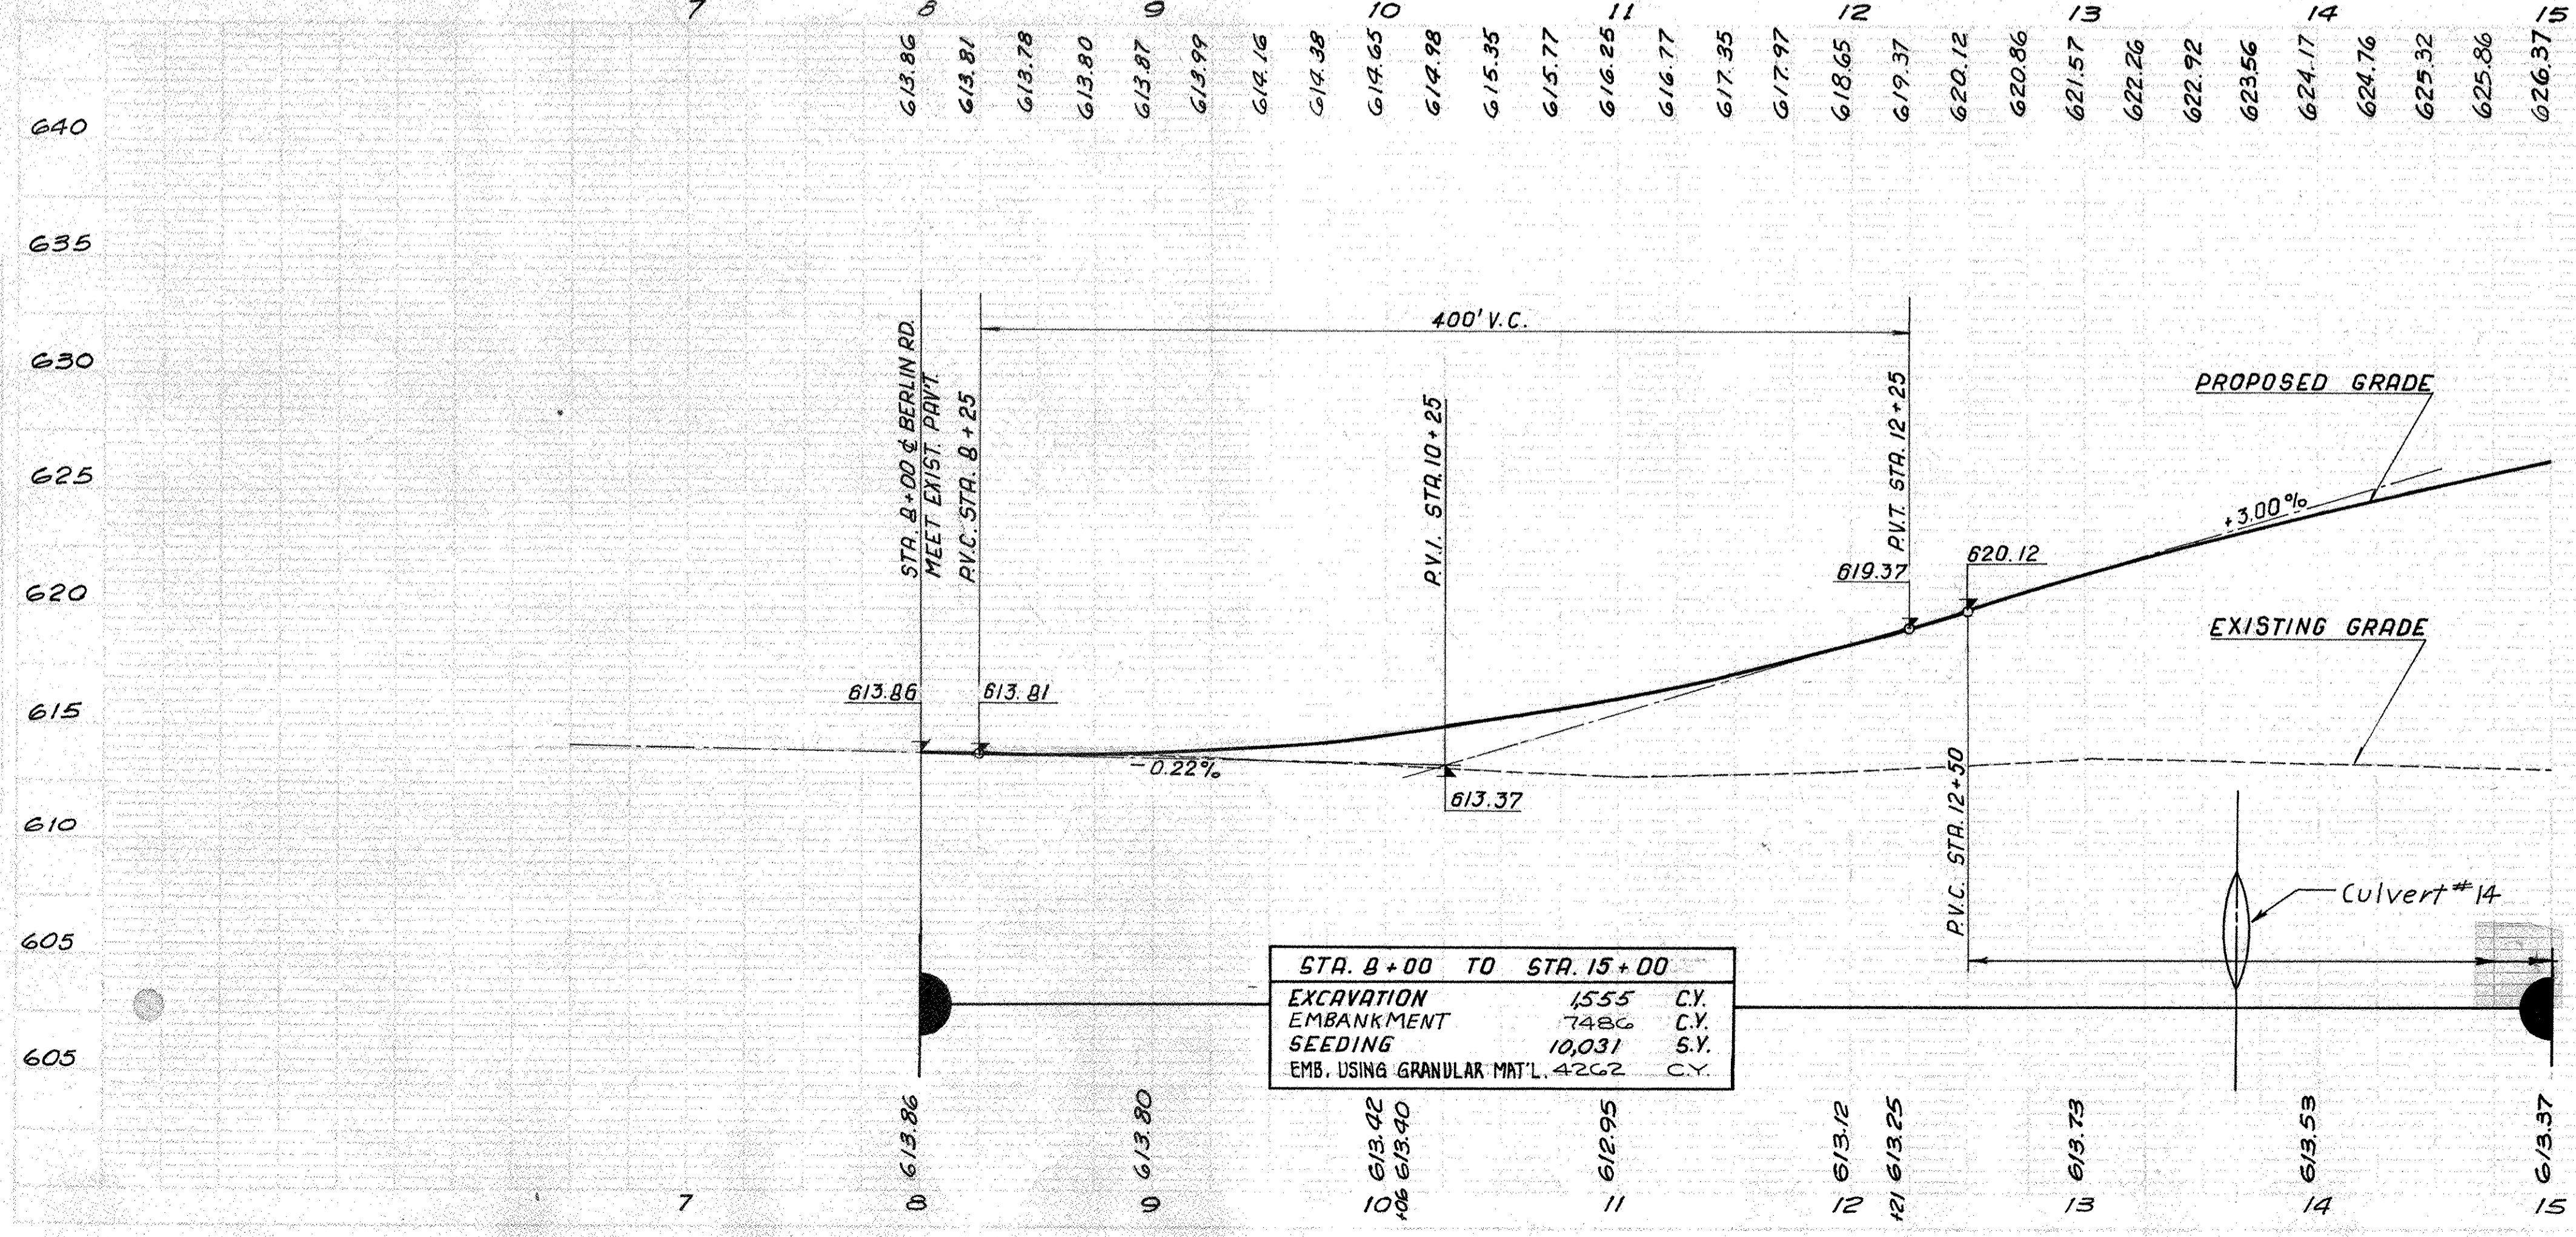 7 8 9 10 11 12 13 14 15
613.86 613.81 613.78 613.80 613.87 613.99 614.16 614.38 614.65 614.98 615.35 615.77 616.25 616.77 617.35 617.97 618.65 619.37 620.12 620.86 621.57 622.26 622.92 623.56 624.17 624.76 625.32 625.86 626.37
640
635
630
625
620
615
610
605
605
400' V.C.
STA. 8+00 ₵ BERLIN RD.
MEET EXIST. PAV'T.
P.V.C. STA. 8+25
P.V.I. STA. 10+25
P.V.T. STA. 12+25
PROPOSED GRADE
+3.00%
620.12
619.37
EXISTING GRADE
613.86
613.81
-0.22%
613.37
P.V.C. STA. 12+50
Culvert #14
STA. 8+00 TO STA. 15+00
EXCAVATION 1,555 C.Y.
EMBANKMENT 7486 C.Y.
SEEDING 10,031 S.Y.
EMB. USING GRANULAR MAT'L. 4262 C.Y.
613.86 613.80 613.42 613.40 612.95 613.12 613.25 613.73 613.53 613.37
7 8 9 10 +06 11 12 +21 13 14 15